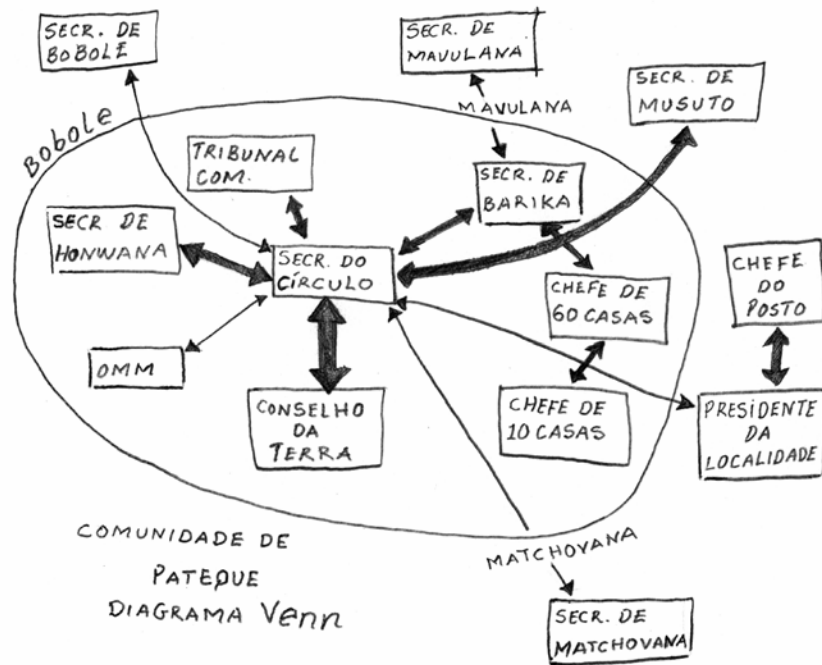 SECR. DE
BOBOLE
SECR. DE
MAVULANA
SECR. DE
MUSUTO
MAVULANA
Bobole
TRIBUNAL
COM.
SECR. DE
BARIKA
SECR. DE
HONWANA
SECR. DO
CÍRCULO
CHEFE DE
60 CASAS
CHEFE
DO
POSTO
OMM
CONSELHO
DA
TERRA
CHEFE DE
10 CASAS
PRESIDENTE
DA
LOCALIDADE
COMUNIDADE DE
PATEQUE
DIAGRAMA Venn
MATCHOVANA
SECR. DE
MATCHOVANA